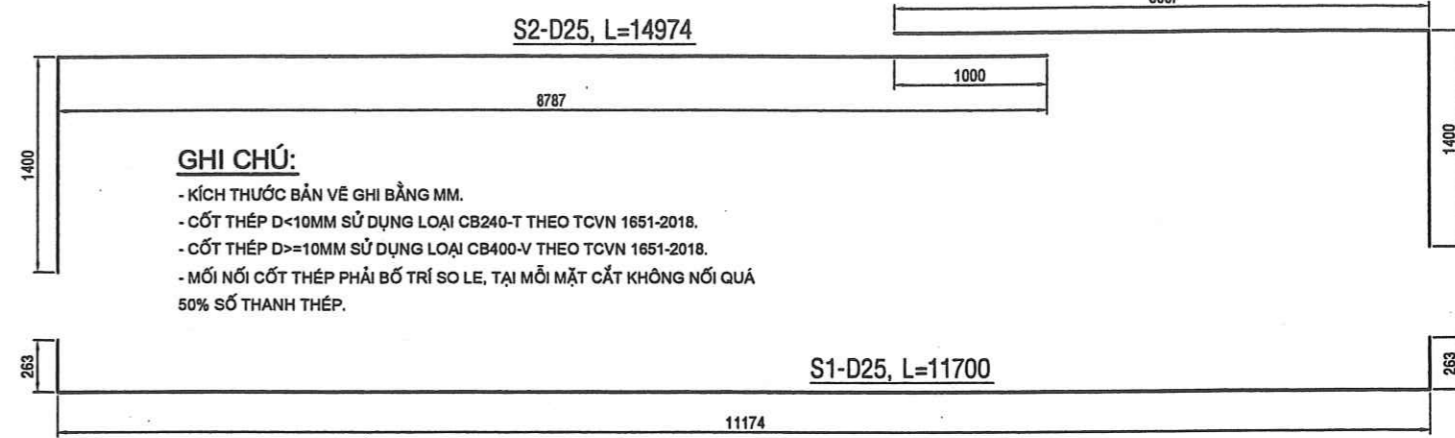 S2-D25, L=14974
1000
8787
1400
1400
GHI CHÚ:
- KÍCH THƯỚC BẢN VẼ GHI BẰNG MM.
- CỐT THÉP D<10MM SỬ DỤNG LOẠI CB240-T THEO TCVN 1651-2018.
- CỐT THÉP D>=10MM SỬ DỤNG LOẠI CB400-V THEO TCVN 1651-2018.
- MỐI NỐI CỐT THÉP PHẢI BỐ TRÍ SO LE, TẠI MỖI MẶT CẮT KHÔNG NỐI QUÁ
50% SỐ THANH THÉP.
263
S1-D25, L=11700
263
11174